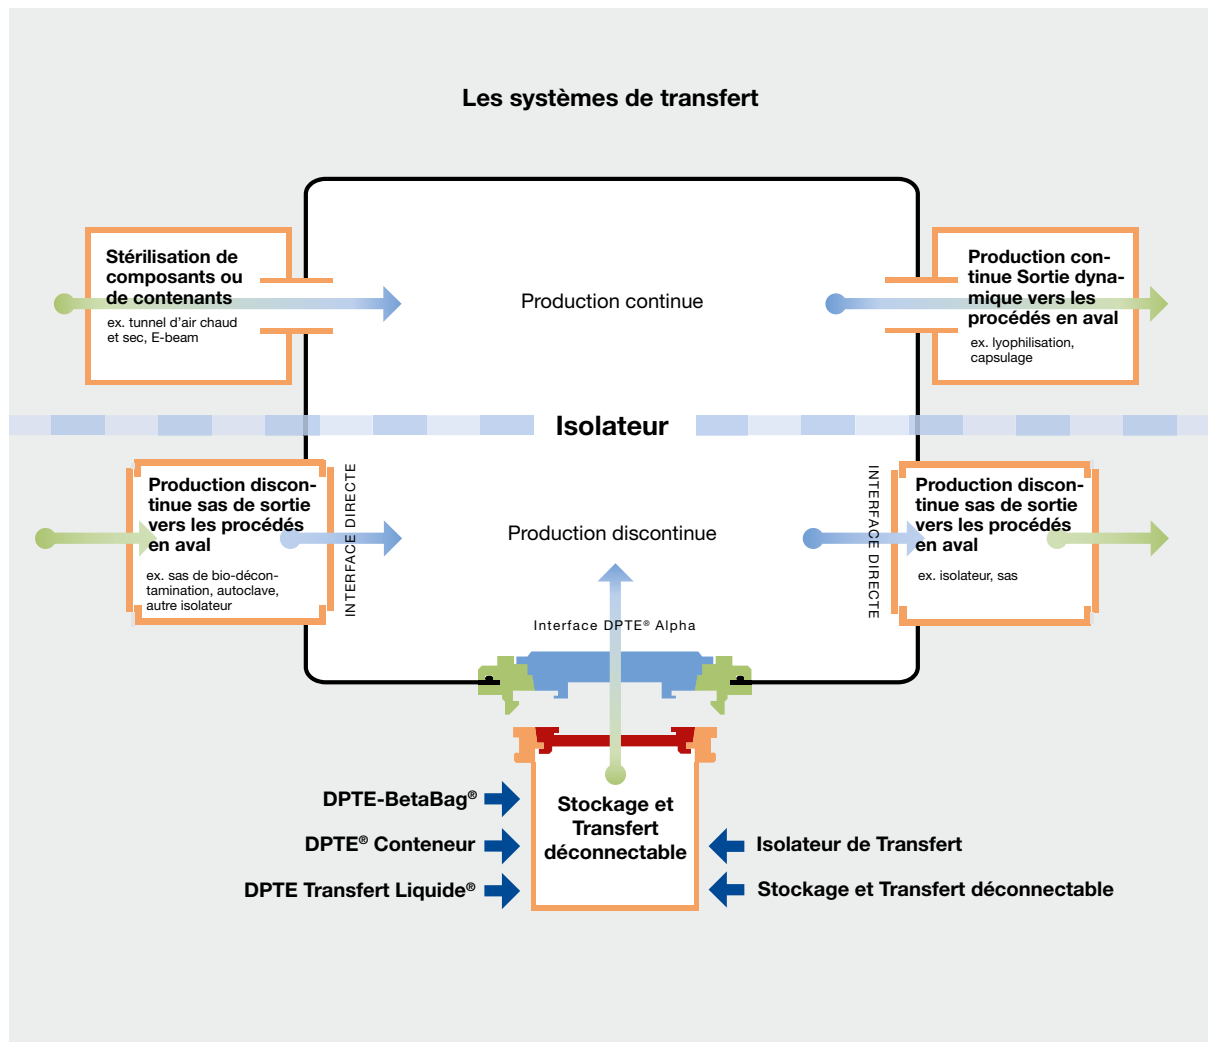 Les systèmes de transfert
Stérilisation de
composants ou
de contenants
ex. tunnel d'air chaud
et sec, E-beam
Production continue
Production con-
tinue Sortie dyna-
mique vers les
procédés en aval
ex. lyophilisation,
capsulage
Isolateur
Production discon-
tinue sas de sortie
vers les procédés
en aval
ex. sas de bio-décon-
tamination, autoclave,
autre isolateur
INTERFACE DIRECTE
Production discontinue
INTERFACE DIRECTE
Production discon-
tinue sas de sortie
vers les procédés
en aval
ex. isolateur, sas
Interface DPTE® Alpha
DPTE-BetaBag®
DPTE® Conteneur
DPTE Transfert Liquide®
Stockage et
Transfert
déconnectable
Isolateur de Transfert
Stockage et Transfert déconnectable